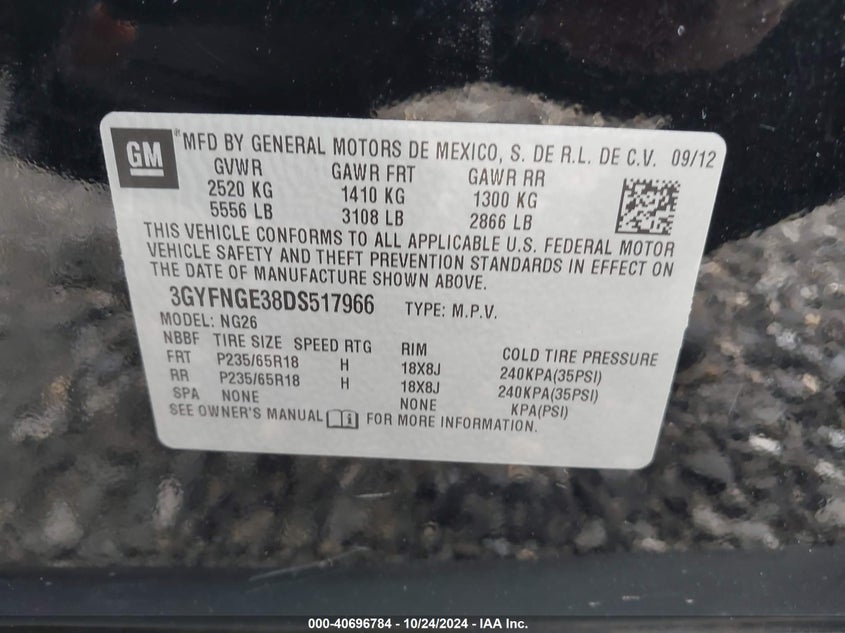 GM
MFD BY GENERAL MOTORS DE MEXICO, S. DE R.L. DE C.V. 09/12
GVWR GAWR FRT GAWR RR
2520 KG 1410 KG 1300 KG
5556 LB 3108 LB 2866 LB
THIS VEHICLE CONFORMS TO ALL APPLICABLE U.S. FEDERAL MOTOR
VEHICLE SAFETY AND THEFT PREVENTION STANDARDS IN EFFECT ON
THE DATE OF MANUFACTURE SHOWN ABOVE.
3GYFNGE38DS517966 TYPE: M.P.V.
MODEL: NG26
NBBF TIRE SIZE SPEED RTG RIM COLD TIRE PRESSURE
FRT P235/65R18 H 18X8J 240KPA(35PSI)
RR P235/65R18 H 18X8J 240KPA(35PSI)
SPA NONE NONE KPA(PSI)
SEE OWNER'S MANUAL FOR MORE INFORMATION.
000-40696784 - 10/24/2024 - IAA Inc.